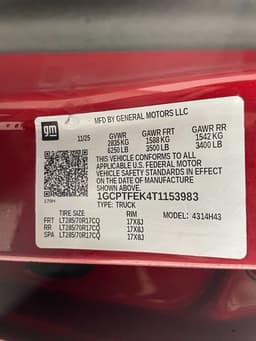 gm
MFD BY GENERAL MOTORS LLC
11/25 GVWR GAWR FRT GAWR RR
2835 KG 1588 KG 1542 KG
6250 LB 3500 LB 3400 LB
THIS VEHICLE CONFORMS TO ALL
APPLICABLE U.S. FEDERAL MOTOR
VEHICLE SAFETY STANDARDS IN EFFECT
ON THE DATE OF MANUFACTURE
SHOWN ABOVE.
1GCPTFEK4T1153983
TYPE: TRUCK
TIRE SIZE RIM MODEL: 4314H43
FRT LT285/70R17CQ 17X8J
RR LT285/70R17CQ 17X8J
SPA LT285/70R17CQ 17X8J